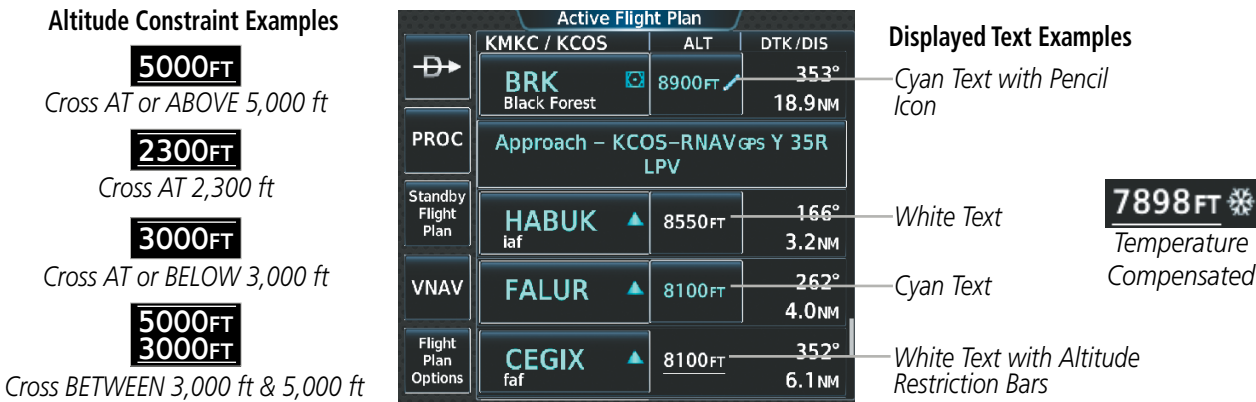 Altitude Constraint Examples
5000FT
Cross AT or ABOVE 5,000 ft
2300FT
Cross AT 2,300 ft
3000FT
Cross AT or BELOW 3,000 ft
5000FT
3000FT
Cross BETWEEN 3,000 ft & 5,000 ft
Active Flight Plan
KMKC / KCOS ALT DTK/DIS
D
BRK 8900FT 353°
Black Forest 18.9NM
PROC
Approach – KCOS–RNAVGPS Y 35R
LPV
Standby
Flight
Plan
HABUK 8550FT 166°
iaf 3.2NM
VNAV
FALUR 8100FT 262°
4.0NM
Flight
Plan
Options
CEGIX 8100FT 352°
faf 6.1NM
Displayed Text Examples
Cyan Text with Pencil
Icon
White Text
Cyan Text
White Text with Altitude
Restriction Bars
7898FT
Temperature
Compensated